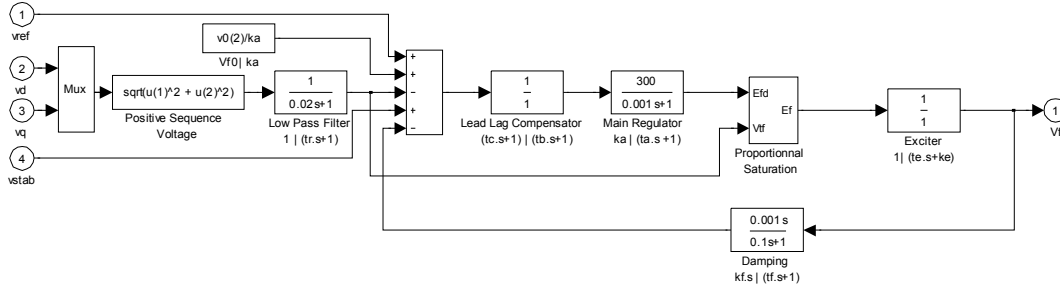 1
vref
2
vd
3
vq
4
vstab
Mux
sqrt(u(1)^2 + u(2)^2)
Positive Sequence
Voltage
v0(2)/ka
Vf0| ka
1
0.02s+1
Low Pass Filter
1 | (tr.s+1)
+
+
−
+
−
1
1
Lead Lag Compensator
(tc.s+1) | (tb.s+1)
300
0.001 s+1
Main Regulator
ka | (ta.s +1)
Efd
Vtf
Ef
Proportionnal
Saturation
1
1
Exciter
1| (te.s+ke)
1
Vf
0.001 s
0.1s+1
Damping
kf.s | (tf.s+1)